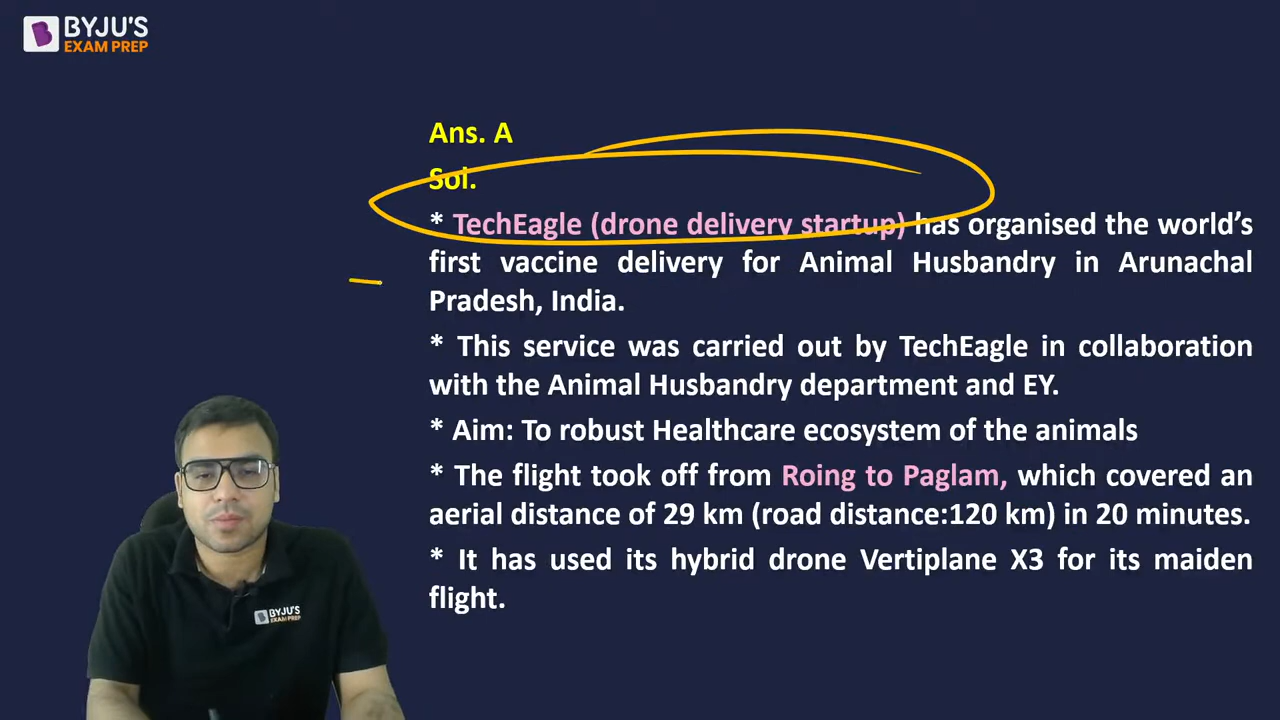 BYJU'S
EXAM PREP
Ans. A
Sol.
* TechEagle (drone delivery startup) has organised the world’s
first vaccine delivery for Animal Husbandry in Arunachal
Pradesh, India.
* This service was carried out by TechEagle in collaboration
with the Animal Husbandry department and EY.
* Aim: To robust Healthcare ecosystem of the animals
* The flight took off from Roing to Paglam, which covered an
aerial distance of 29 km (road distance:120 km) in 20 minutes.
* It has used its hybrid drone Vertiplane X3 for its maiden
flight.
BYJU'S
EXAM PREP